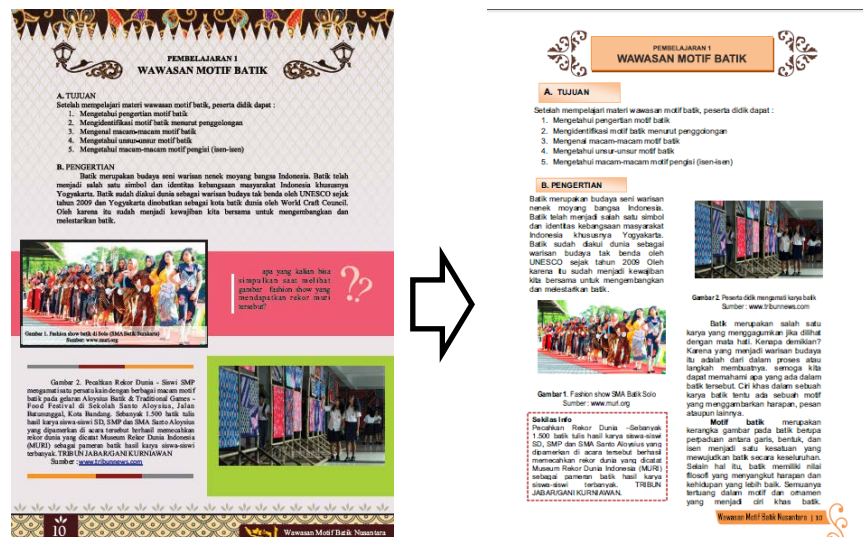 PEMBELAJARAN 1
WAWASAN MOTIF BATIK
A. TUJUAN
Setelah mempelajari materi wawasan motif batik, peserta didik dapat :
1. Mengetahui pengertian motif batik
2. Mengidentifikasi motif batik menurut penggolongan
3. Mengenal macam-macam motif batik
4. Mengetahui unsur-unsur motif batik
5. Mengetahui macam-macam motif pengisi (isen-isen)
B. PENGERTIAN
Batik merupakan budaya seni warisan nenek moyang bangsa Indonesia. Batik telah
menjadi salah satu simbol dan identitas kebangsaan masyarakat Indonesia khususnya
Yogyakarta. Batik sudah diakui dunia sebagai warisan budaya tak benda oleh UNESCO sejak
tahun 2009 dan Yogyakarta dinobatkan sebagai kota batik dunia oleh World Craft Council.
Oleh karena itu sudah menjadi kewajiban kita bersama untuk mengembangkan dan
melestarikan batik.
apa yang kalian bisa
simpulkan saat melihat
gambar fashion show yang
mendapatkan rekor muri
tersebut?
??
Gambar 1. Fashion show batik di Solo (SMA Batik Surakarta)
Sumber: www.muri.org
Gambar 2. Pecahkan Rekor Dunia - Siswi SMP
mengamati satu persatu kain dengan berbagai macam motif
batik pada gelaran Aloysius Batik & Traditional Games -
Food Festival di Sekolah Santo Aloysius, Jalan
Batununggal, Kota Bandung. Sebanyak 1.500 batik tulis
hasil karya siswa-siswi SD, SMP dan SMA Santo Aloysius
yang dipamerkan di acara tersebut berhasil memecahkan
rekor dunia yang dicatat Museum Rekor Dunia Indonesia
(MURI) sebagai pameran batik hasil karya siswa-siswi
terbanyak. TRIBUN JABAR/GANI KURNIAWAN
Sumber : www.tribunnews.com
10
Wawasan Motif Batik Nusantara
PEMBELAJARAN 1
WAWASAN MOTIF BATIK
A. TUJUAN
Setelah mempelajari materi wawasan motif batik, peserta didik dapat :
1. Mengetahui pengertian motif batik
2. Mengidentifikasi motif batik menurut penggolongan
3. Mengenal macam-macam motif batik
4. Mengetahui unsur-unsur motif batik
5. Mengetahui macam-macam motif pengisi (isen-isen)
B. PENGERTIAN
Batik merupakan budaya seni warisan
nenek moyang bangsa Indonesia.
Batik telah menjadi salah satu simbol
dan identitas kebangsaan masyarakat
Indonesia khususnya Yogyakarta.
Batik sudah diakui dunia sebagai
warisan budaya tak benda oleh
UNESCO sejak tahun 2009 Oleh
karena itu sudah menjadi kewajiban
kita bersama untuk mengembangkan
dan melestarikan batik.
Gambar 1. Fashion show SMA Batik Solo
Sumber : www.muri.org
Sekilas Info
Pecahkan Rekor Dunia -Sebanyak
1.500 batik tulis hasil karya siswa-siswi
SD, SMP dan SMA Santo Aloysius yang
dipamerkan di acara tersebut berhasil
memecahkan rekor dunia yang dicatat
Museum Rekor Dunia Indonesia (MURI)
sebagai pameran batik hasil karya
siswa-siswi terbanyak. TRIBUN
JABAR/GANI KURNIAWAN.
Gambar 2. Peserta didik mengamati karya batik
Sumber : www.tribunnews.com
Batik merupakan salah satu
karya yang menggagumkan jika dilihat
dengan mata hati. Kenapa demikian?
Karena yang menjadi warisan budaya
itu adalah dari dalam proses atau
langkah membuatnya. semoga kita
dapat memahami apa yang ada dalam
batik tersebut. Ciri khas dalam sebuah
karya batik tentu ada sebuah motif
yang menggambarkan harapan, pesan
ataupun lainnya.
Motif batik merupakan
kerangka gambar pada batik berupa
perpaduan antara garis, bentuk, dan
isen menjadi satu kesatuan yang
mewujudkan batik secara keseluruhan.
Selain hal itu, batik memiliki nilai
filosofi yang menyangkut harapan dan
kehidupan yang lebih baik. Semuanya
tertuang dalam motif dan ornamen
yang menjadi ciri khas batik.
Wawasan Motif Batik Nusantara | 10